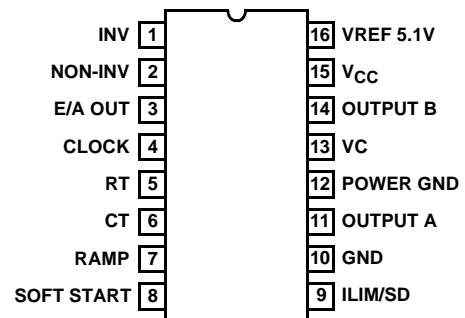 INV 1 16 VREF 5.1V
NON-INV 2 15 VCC
E/A OUT 3 14 OUTPUT B
CLOCK 4 13 VC
RT 5 12 POWER GND
CT 6 11 OUTPUT A
RAMP 7 10 GND
SOFT START 8 9 ILIM/SD